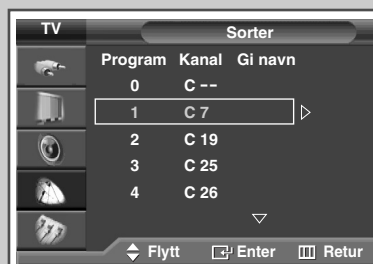 TV Sorter
Program Kanal Gi navn
0 C --
1 C 7
2 C 19
3 C 25
4 C 26
Flytt Enter Retur